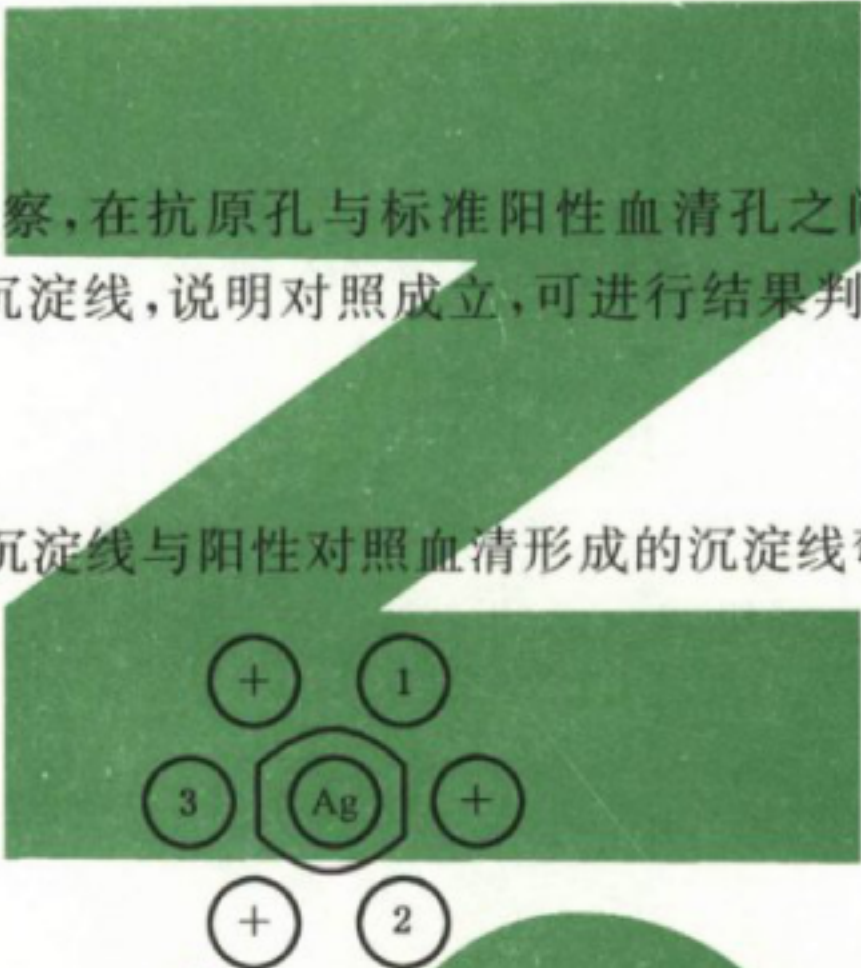 察,在抗原孔与标准阳性血清孔之
沉淀线,说明对照成立,可进行结果判
沉淀线与阳性对照血清形成的沉淀线
+ 1
3 Ag +
+ 2